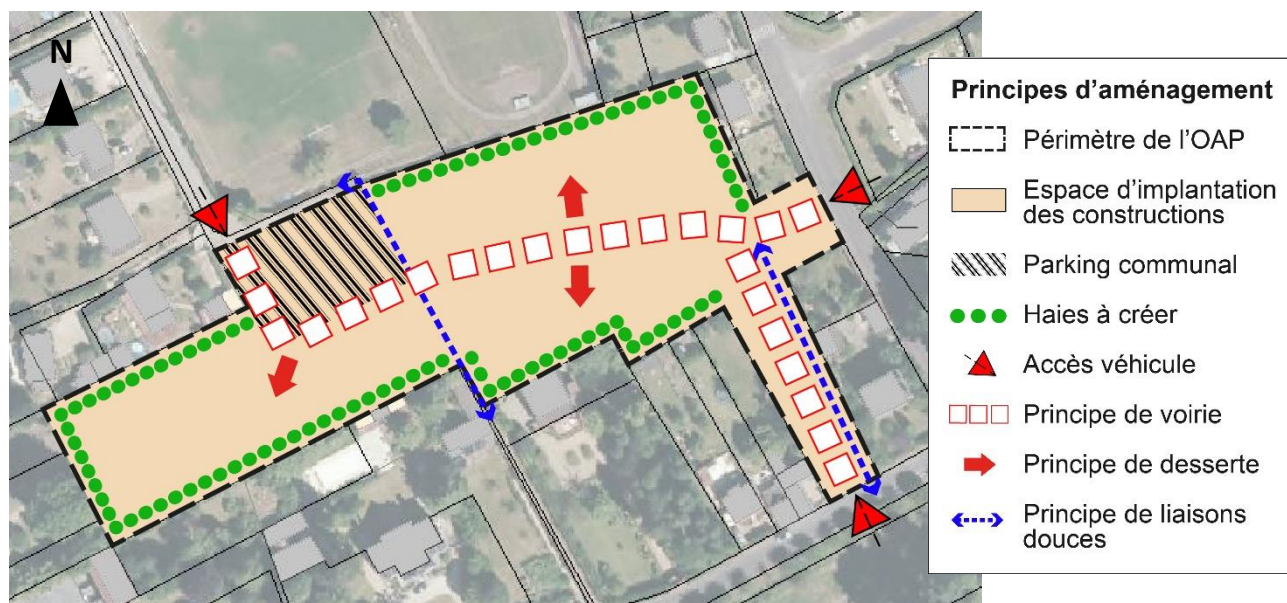 N
Principes d'aménagement
Périmètre de l'OAP
Espace d'implantation
des constructions
Parking communal
Haies à créer
Accès véhicule
Principe de voirie
Principe de desserte
Principe de liaisons
douces